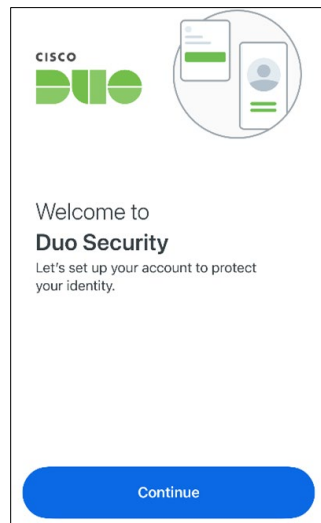 CISCO
DUO
Welcome to
Duo Security
Let's set up your account to protect
your identity.
Continue